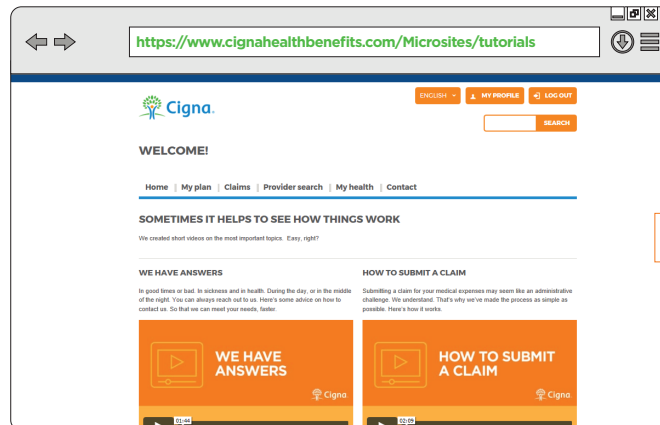 https://www.cignahealthbenefits.com/Microsites/tutorials
ENGLISH MY PROFILE LOG OUT
Cigna.
SEARCH
WELCOME!
Home | My plan | Claims | Provider search | My health | Contact
SOMETIMES IT HELPS TO SEE HOW THINGS WORK
We created short videos on the most important topics. Easy, right?
WE HAVE ANSWERS
In good times or bad. In sickness and in health. During the day, or in the middle
of the night. You can always reach out to us. Here's some advice on how to
contact us. So that we can meet your needs, faster.
HOW TO SUBMIT A CLAIM
Submitting a claim for your medical expenses may seem like an administrative
challenge. We understand. That's why we've made the process as simple as
possible. Here's how it works.
WE HAVE
ANSWERS
Cigna
01:44
HOW TO SUBMIT
A CLAIM
Cigna
02:09